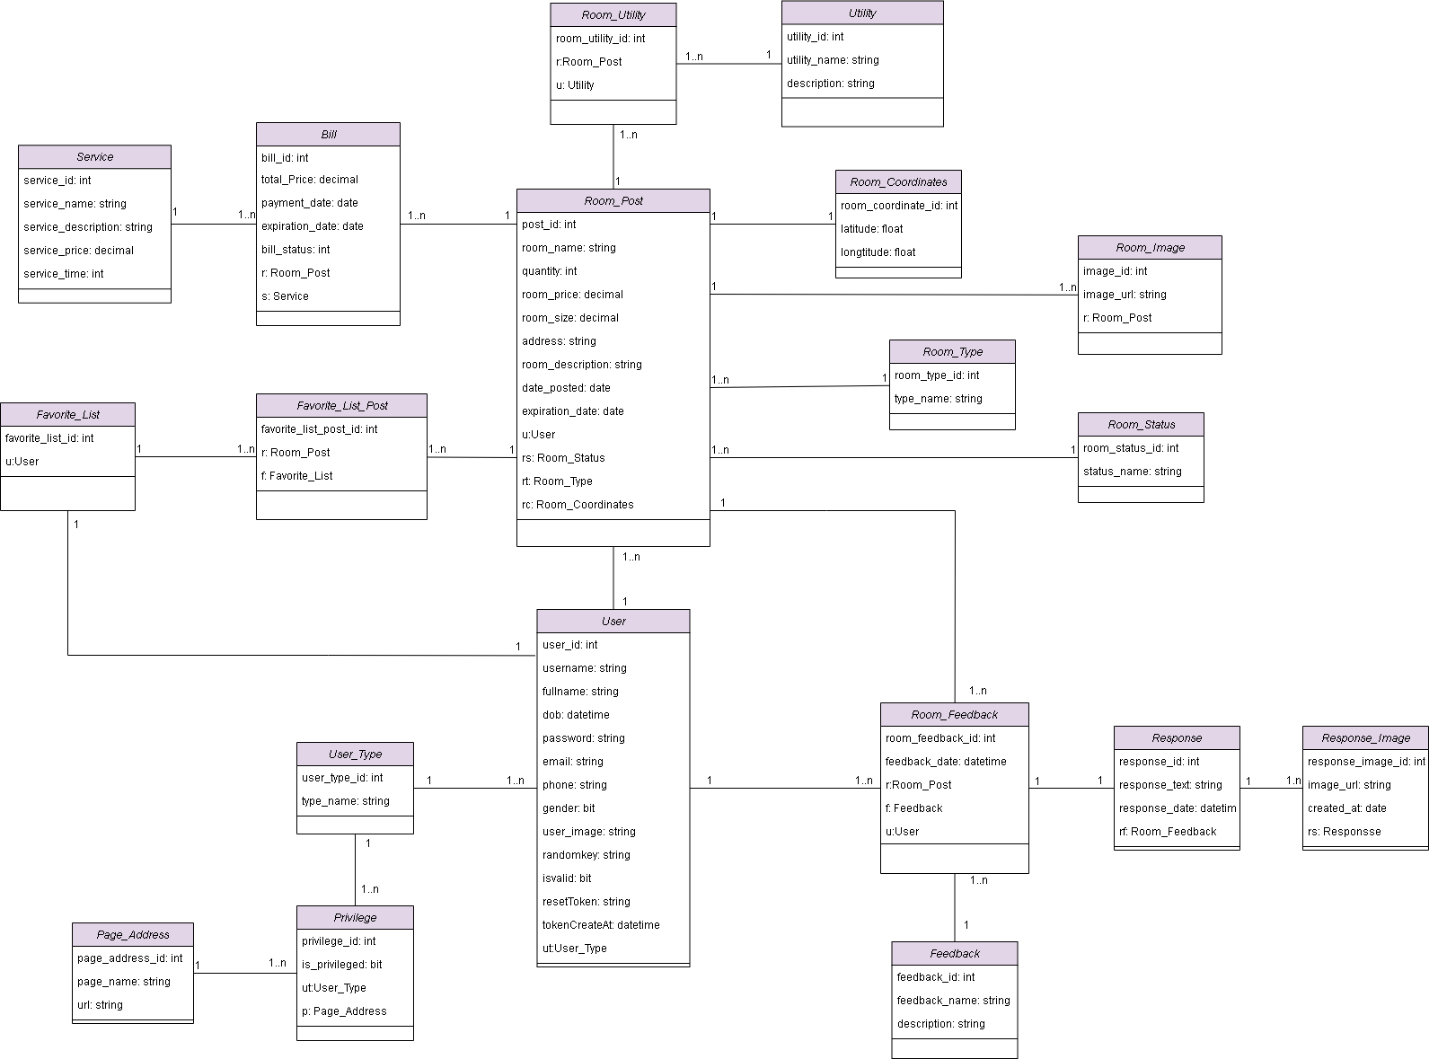 Room_Utility
room_utility_id: int
r:Room_Post
u: Utility
1..n
1
Utility
utility_id: int
utility_name: string
description: string
1..n
1
Service
service_id: int
service_name: string
service_description: string
service_price: decimal
service_time: int
1
1..n
Bill
bill_id: int
total_Price: decimal
payment_date: date
expiration_date: date
bill_status: int
r: Room_Post
s: Service
1..n
1
Room_Post
post_id: int
room_name: string
quantity: int
room_price: decimal
room_size: decimal
address: string
room_description: string
date_posted: date
expiration_date: date
u:User
rs: Room_Status
rt: Room_Type
rc: Room_Coordinates
1
1
Room_Coordinates
room_coordinate_id: int
latitude: float
longtitude: float
1
1..n
Room_Image
image_id: int
image_url: string
r: Room_Post
1..n
1
Room_Type
room_type_id: int
type_name: string
1..n
1
Room_Status
room_status_id: int
status_name: string
Favorite_List
favorite_list_id: int
u:User
1
1..n
Favorite_List_Post
favorite_list_post_id: int
r: Room_Post
f: Favorite_List
1..n
1
1
1
1..n
1
1
1..n
User
user_id: int
username: string
fullname: string
dob: datetime
password: string
email: string
phone: string
gender: bit
user_image: string
randomkey: string
isvalid: bit
resetToken: string
tokenCreateAt: datetime
ut:User_Type
User_Type
user_type_id: int
type_name: string
1
1..n
1
1..n
Privilege
privilege_id: int
is_privileged: bit
ut:User_Type
p: Page_Address
Page_Address
page_address_id: int
page_name: string
url: string
1
1..n
1
1..n
Room_Feedback
room_feedback_id: int
feedback_date: datetime
r:Room_Post
f: Feedback
u:User
1
1
Response
response_id: int
response_text: string
response_date: datetim
rf: Room_Feedback
1
1..n
Response_Image
response_image_id: int
image_url: string
created_at: date
rs: Responsse
1..n
1
Feedback
feedback_id: int
feedback_name: string
description: string